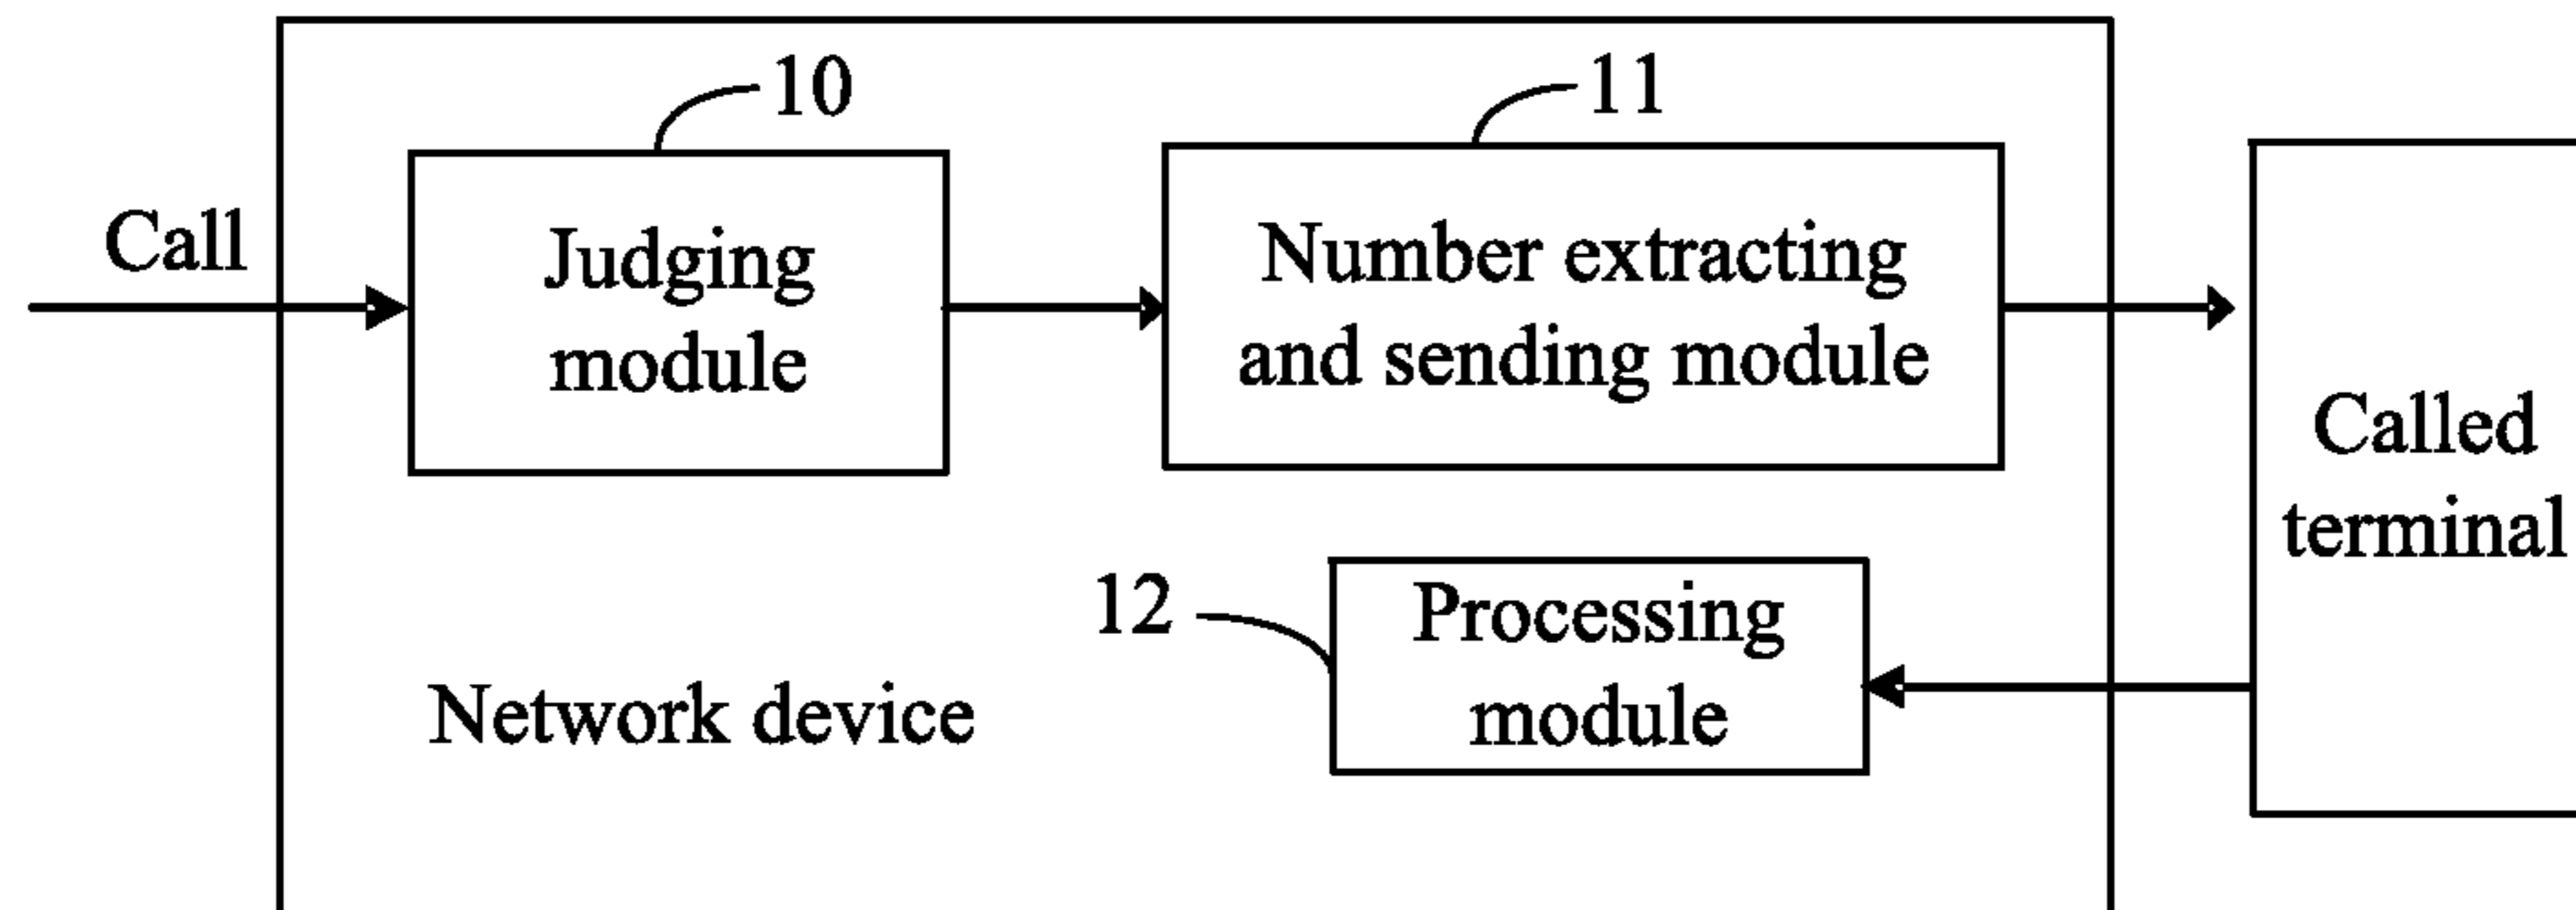 10
11
Call
Judging
module
Number extracting
and sending module
Called
terminal
12
Processing
module
Network device